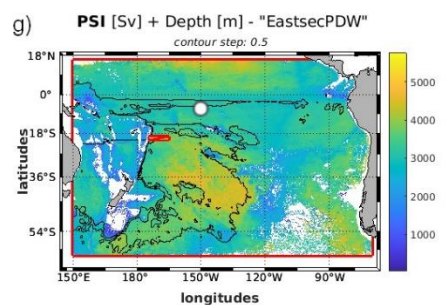 g)
PSI [Sv] + Depth [m] - "EastsecPDW"
contour step: 0.5
18°N
0°
18°S
36°S
54°S
latitudes
150°E
180°
150°W
120°W
90°W
longitudes
5000
4000
3000
2000
1000